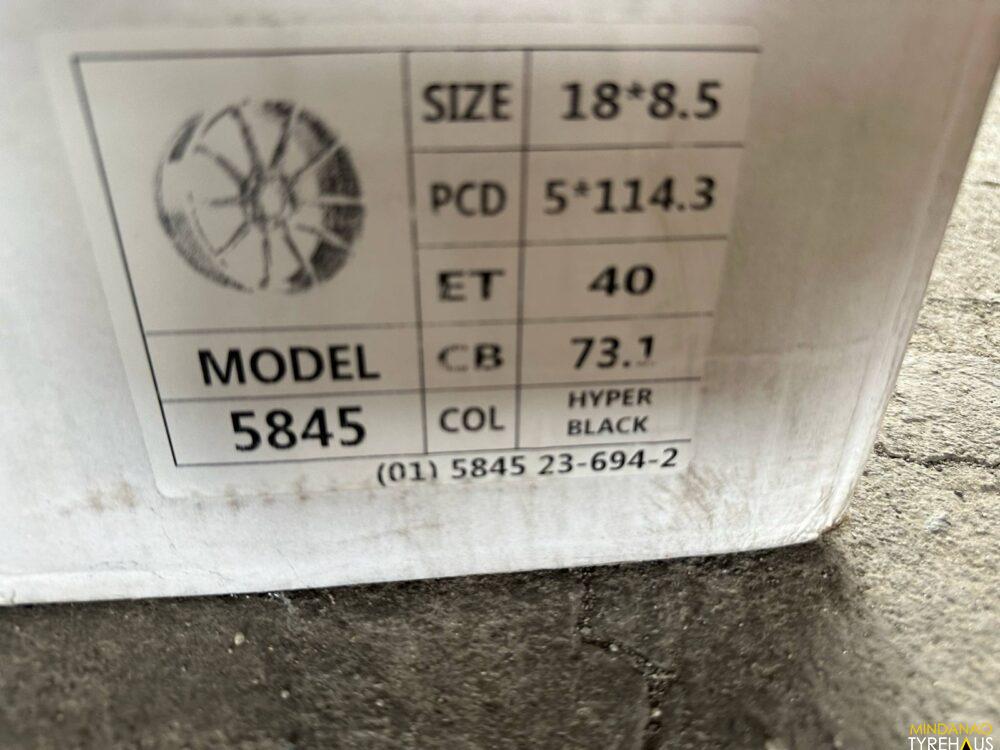 SIZE 18*8.5
PCD 5*114.3
ET 40
MODEL CB 73.1
5845 COL HYPER BLACK
(01) 5845 23-694-2
MINDANAO
TYREHAUS